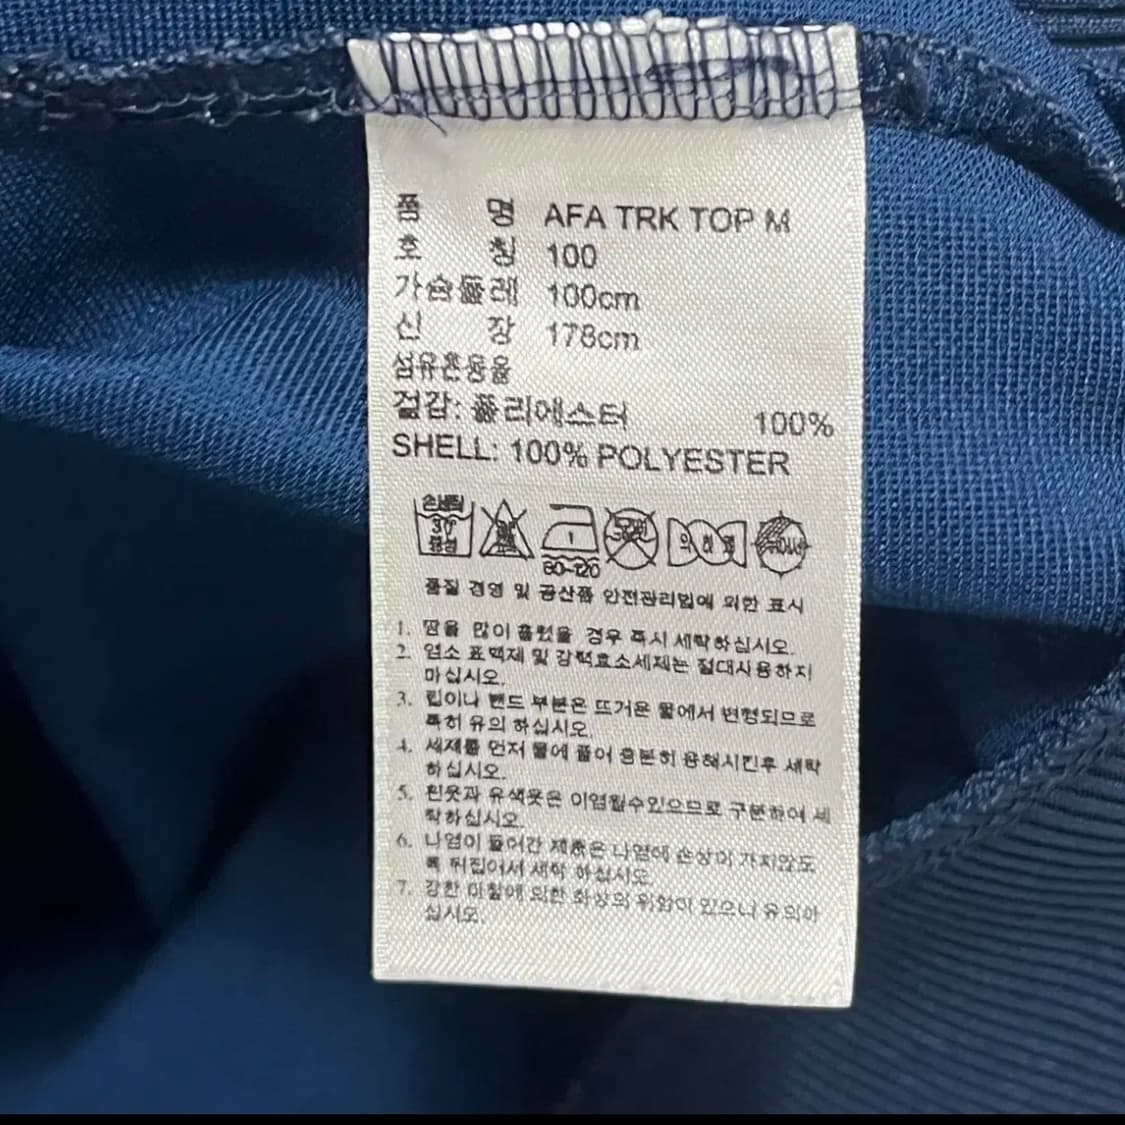 품 명 AFA TRK TOP M
호 칭 100
가슴둘레 100cm
신 장 178cm
섬유혼용율
겉감: 폴리에스터 100%
SHELL: 100% POLYESTER
손세탁
30°
중성
80~120
품질 경영 및 공산품 안전관리법에 의한 표시
1. 땀을 많이 흘렸을 경우 즉시 세탁하십시오.
2. 염소 표백제 및 강력효소세제는 절대사용하지
마십시오.
3. 립이나 밴드 부분은 뜨거운 물에서 변형되므로
특히 유의 하십시오.
4. 세제를 먼저 물에 풀어 충분히 용해시킨후 세탁
하십시오.
5. 흰옷과 유색옷은 이염될수있으므로 구분하여 세
탁하십시오.
6. 나염이 들어간 제품은 나염에 손상이 가지않도
록 뒤집어서 세탁 하십시오
7. 강한 마찰에 의한 화상의 위험이 있으니 유의하
십시오.